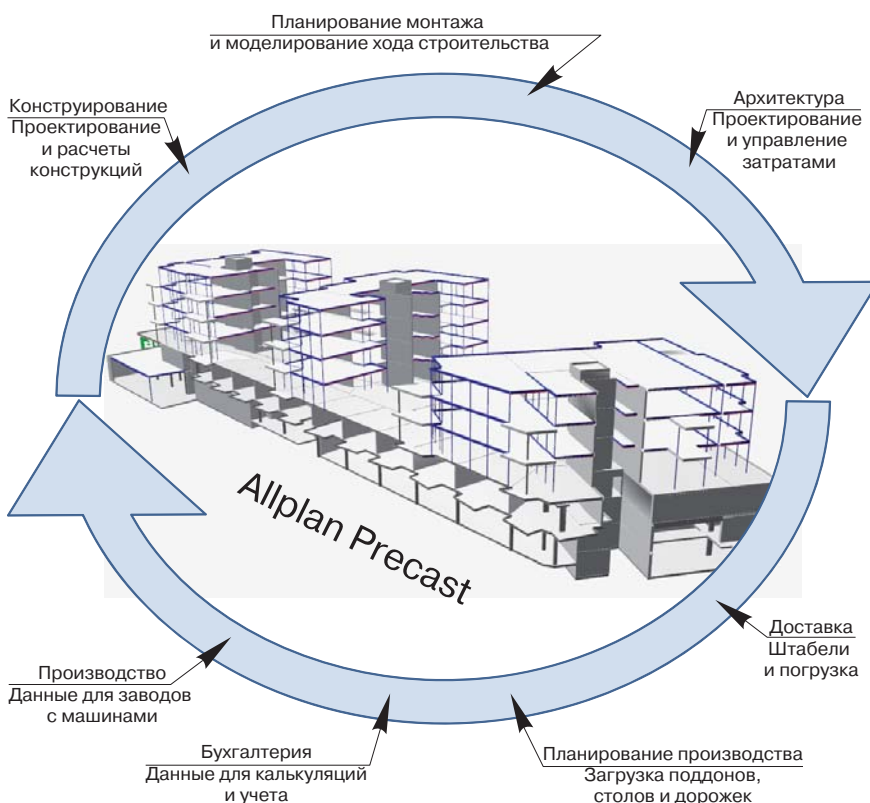 Планирование монтажа
и моделирование хода строительства
Конструирование
Проектирование
и расчеты
конструкций
Архитектура
Проектирование
и управление
затратами
Allplan Precast
Доставка
Штабели
и погрузка
Производство
Данные для заводов
с машинами
Бухгалтерия
Данные для калькуляций
и учета
Планирование производства
Загрузка поддонов,
столов и дорожек